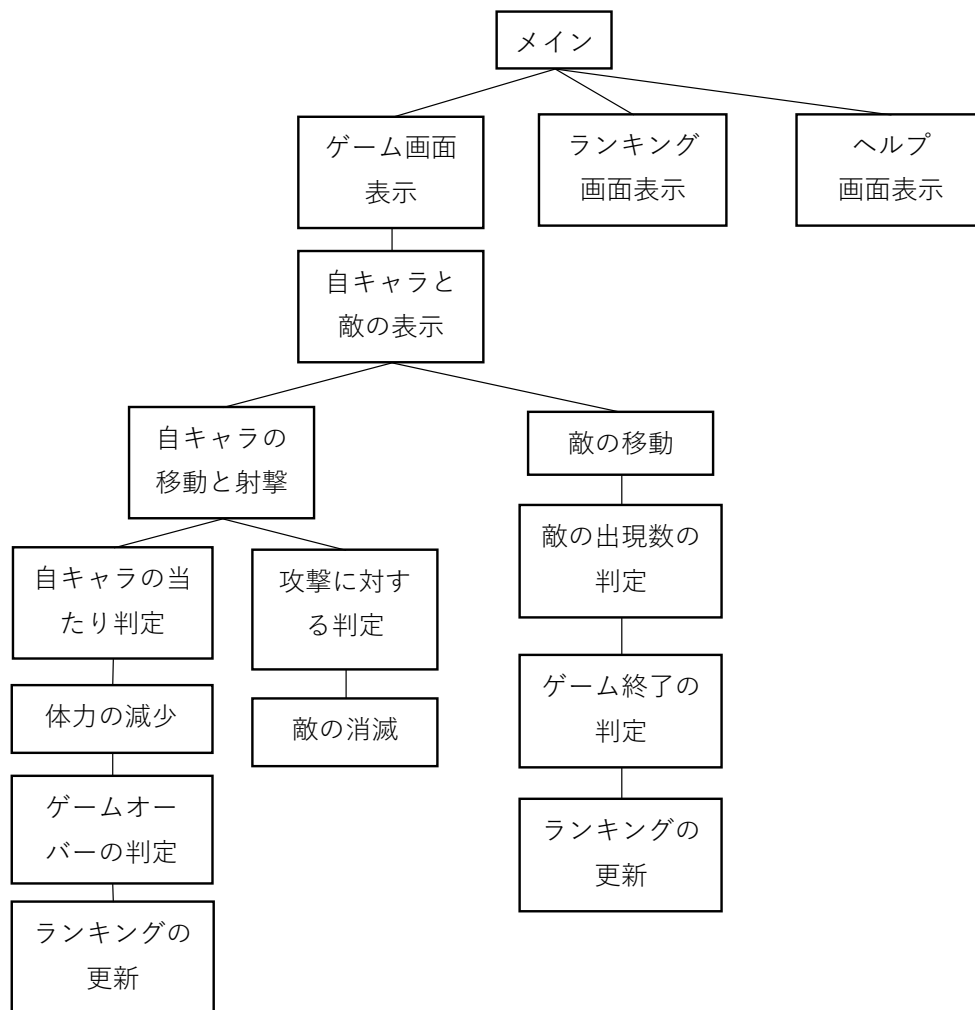 メイン
ゲーム画面
表示
ランキング
画面表示
ヘルプ
画面表示
自キャラと
敵の表示
自キャラの
移動と射撃
敵の移動
自キャラの当
たり判定
攻撃に対す
る判定
敵の出現数の
判定
体力の減少
敵の消滅
ゲーム終了の
判定
ゲームオー
バーの判定
ランキングの
更新
ランキングの
更新